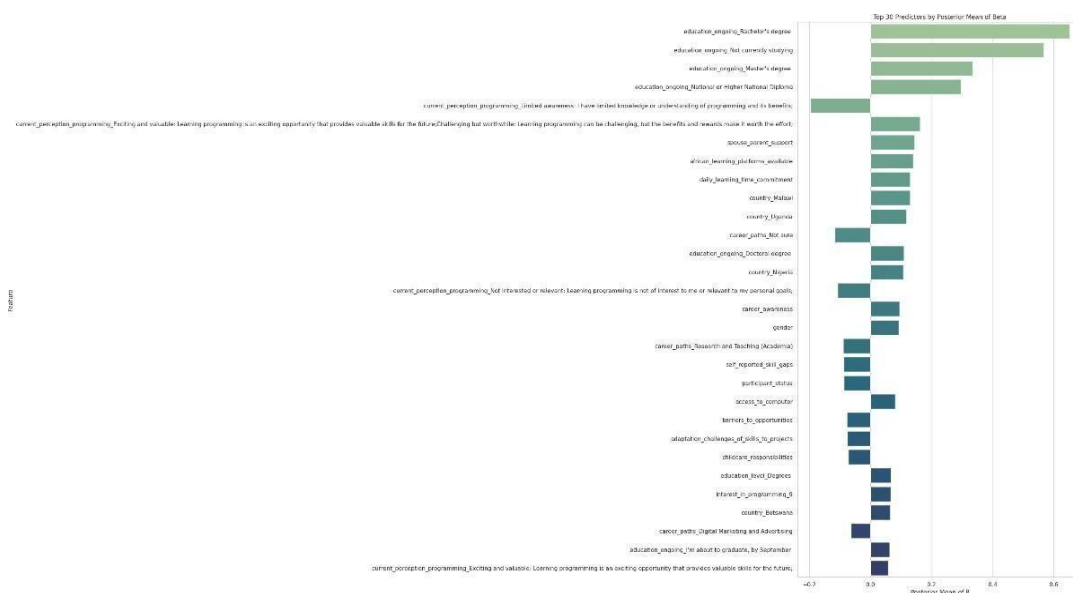 Top 30 Predictors by Posterior Mean of Beta
education_ongoing_Bachelor's degree
education_ongoing_Not currently studying
education_ongoing_Master's degree
education_ongoing_National or Higher National Diploma
current_perception_programming_Limited awareness: I have limited knowledge or understanding of programming and its benefits;
current_perception_programming_Exciting and valuable: Learning programming is an exciting opportunity that provides valuable skills for the future;Challenging but worthwhile: Learning programming can be challenging, but the benefits and rewards make it worth the effort;
spouse_parent_support
african_learning_platforms_available
daily_learning_time_commitment
country_Malawi
country_Uganda
career_paths_Not sure
education_ongoing_Doctoral degree
country_Nigeria
current_perception_programming_Not interested or relevant: Learning programming is not of interest to me or relevant to my personal goals;
career_awareness
gender
career_paths_Research and Teaching (Academia)
self_reported_skill_gaps
participant_status
access_to_computer
barriers_to_opportunities
adaptation_challenges_of_skills_to_projects
childcare_responsibilities
education_level_Degrees
interest_in_programming_9
country_Botswana
career_paths_Digital Marketing and Advertising
education_ongoing_I'm about to graduate, by September
current_perception_programming_Exciting and valuable: Learning programming is an exciting opportunity that provides valuable skills for the future;
Feature
−0.2 0.0 0.2 0.4 0.6
Posterior Mean of β